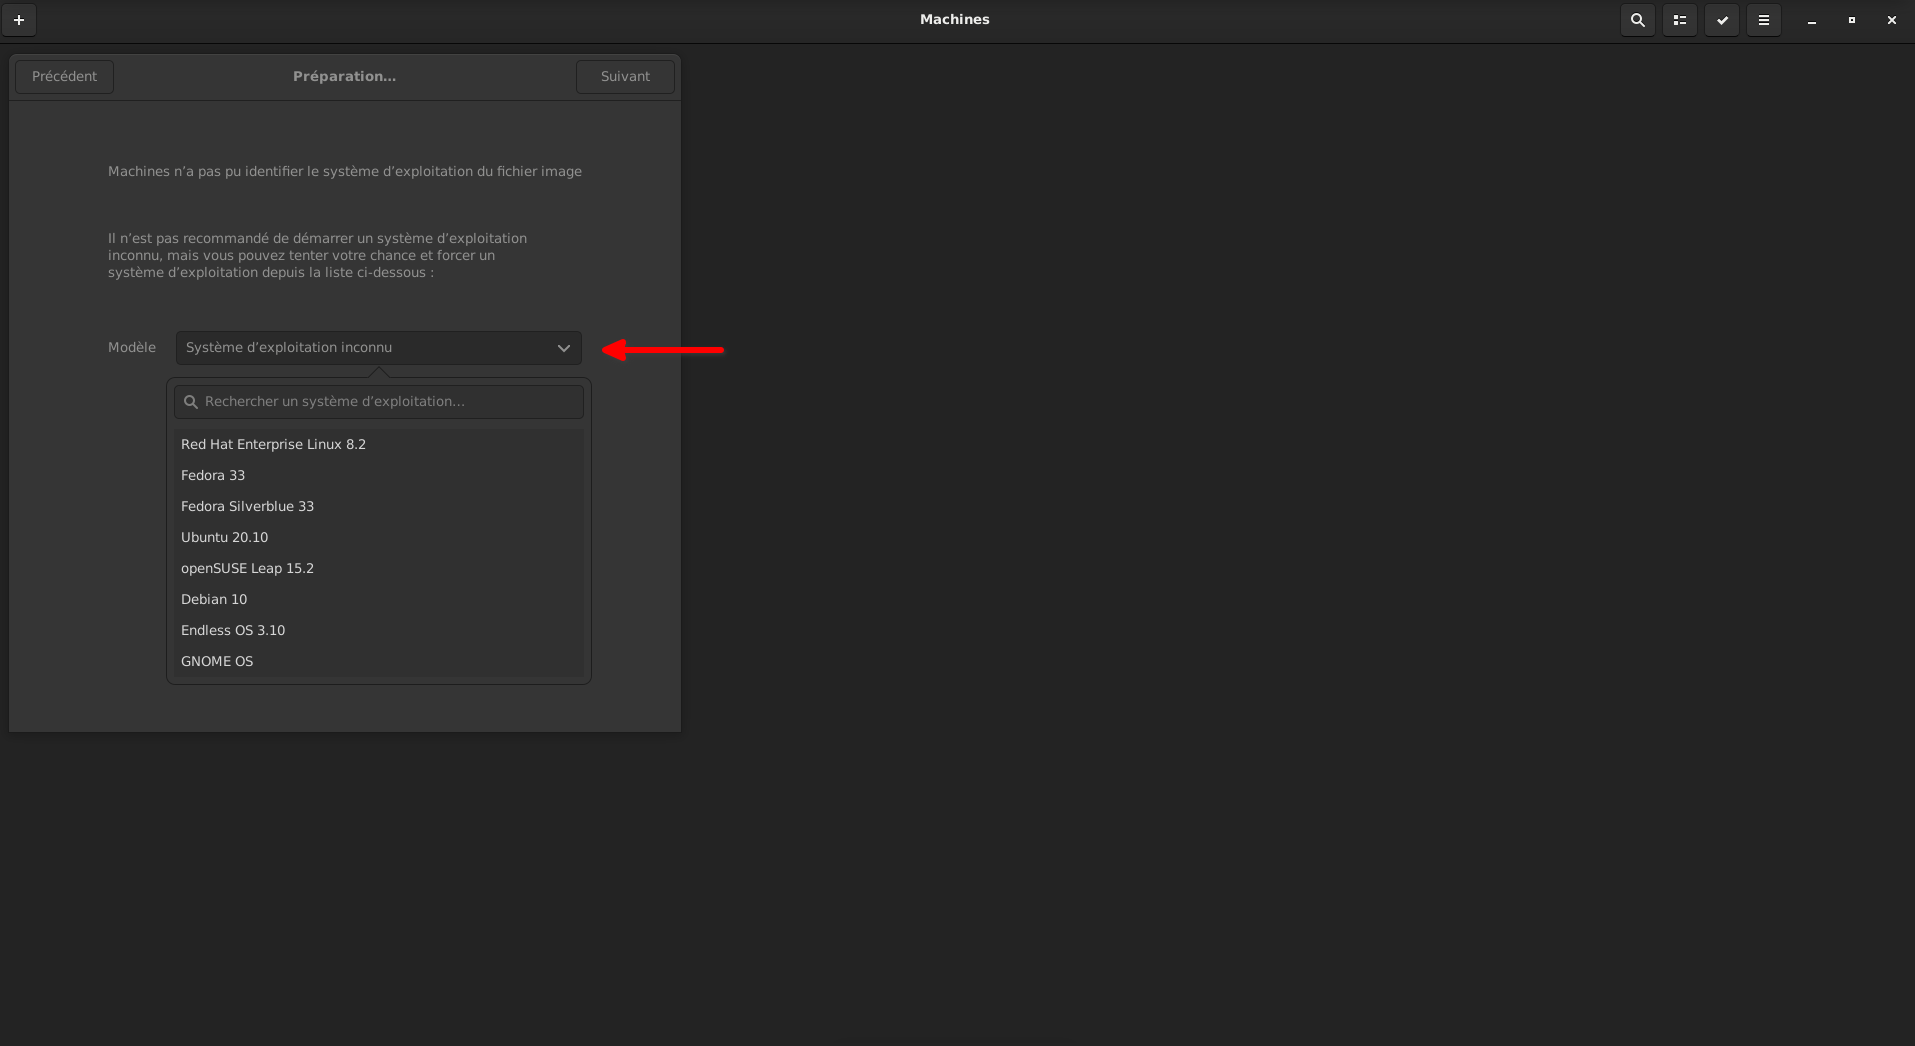 Machines
Précédent
Préparation…
Suivant
Machines n’a pas pu identifier le système d’exploitation du fichier image
Il n’est pas recommandé de démarrer un système d’exploitation
inconnu, mais vous pouvez tenter votre chance et forcer un
système d’exploitation depuis la liste ci-dessous :
Modèle
Système d’exploitation inconnu
Rechercher un système d’exploitation…
Red Hat Enterprise Linux 8.2
Fedora 33
Fedora Silverblue 33
Ubuntu 20.10
openSUSE Leap 15.2
Debian 10
Endless OS 3.10
GNOME OS